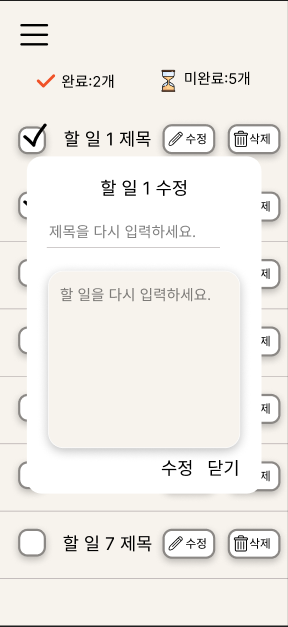 완료:2개 미완료:5개
할 일 1 제목 수정 삭제
할 일 1 수정
제목을 다시 입력하세요.
할 일을 다시 입력하세요.
수정 닫기
할 일 7 제목 수정 삭제